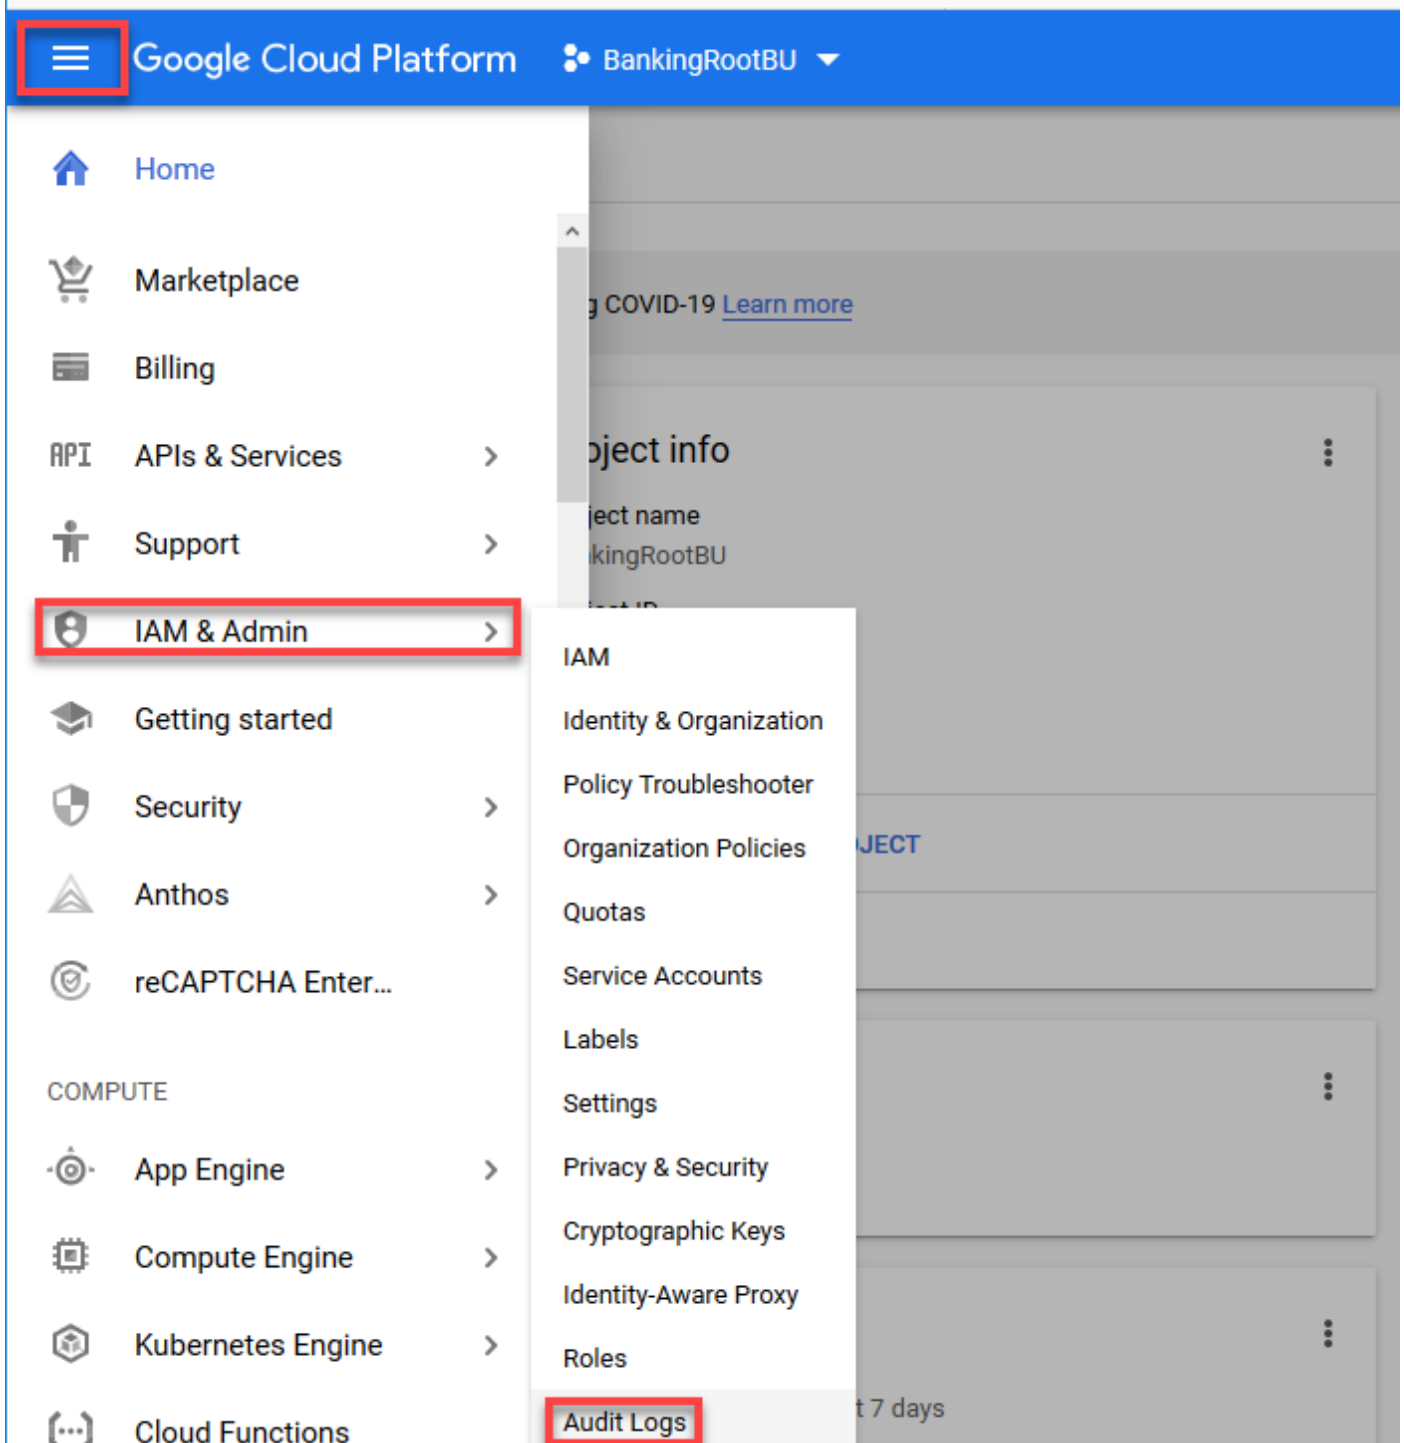 Google Cloud Platform
BankingRootBU
Home
Marketplace
Billing
API
APIs & Services
Support
IAM & Admin
Getting started
Security
Anthos
reCAPTCHA Enter...
COMPUTE
App Engine
Compute Engine
Kubernetes Engine
Cloud Functions
IAM
Identity & Organization
Policy Troubleshooter
Organization Policies
Quotas
Service Accounts
Labels
Settings
Privacy & Security
Cryptographic Keys
Identity-Aware Proxy
Roles
Audit Logs
g COVID-19 Learn more
oject info
ject name
kingRootBU
ject ID
JECT
t 7 days